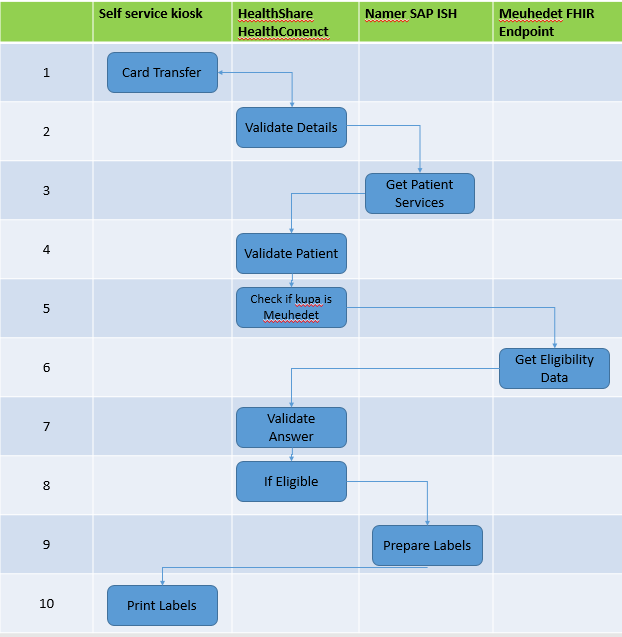 Self service kiosk
HealthShare
HealthConenct
Namer SAP ISH
Meuhedet FHIR
Endpoint
1
Card Transfer
2
Validate Details
3
Get Patient
Services
4
Validate Patient
5
Check if kupa is
Meuhedet
6
Get Eligibility
Data
7
Validate
Answer
8
If Eligible
9
Prepare Labels
10
Print Labels